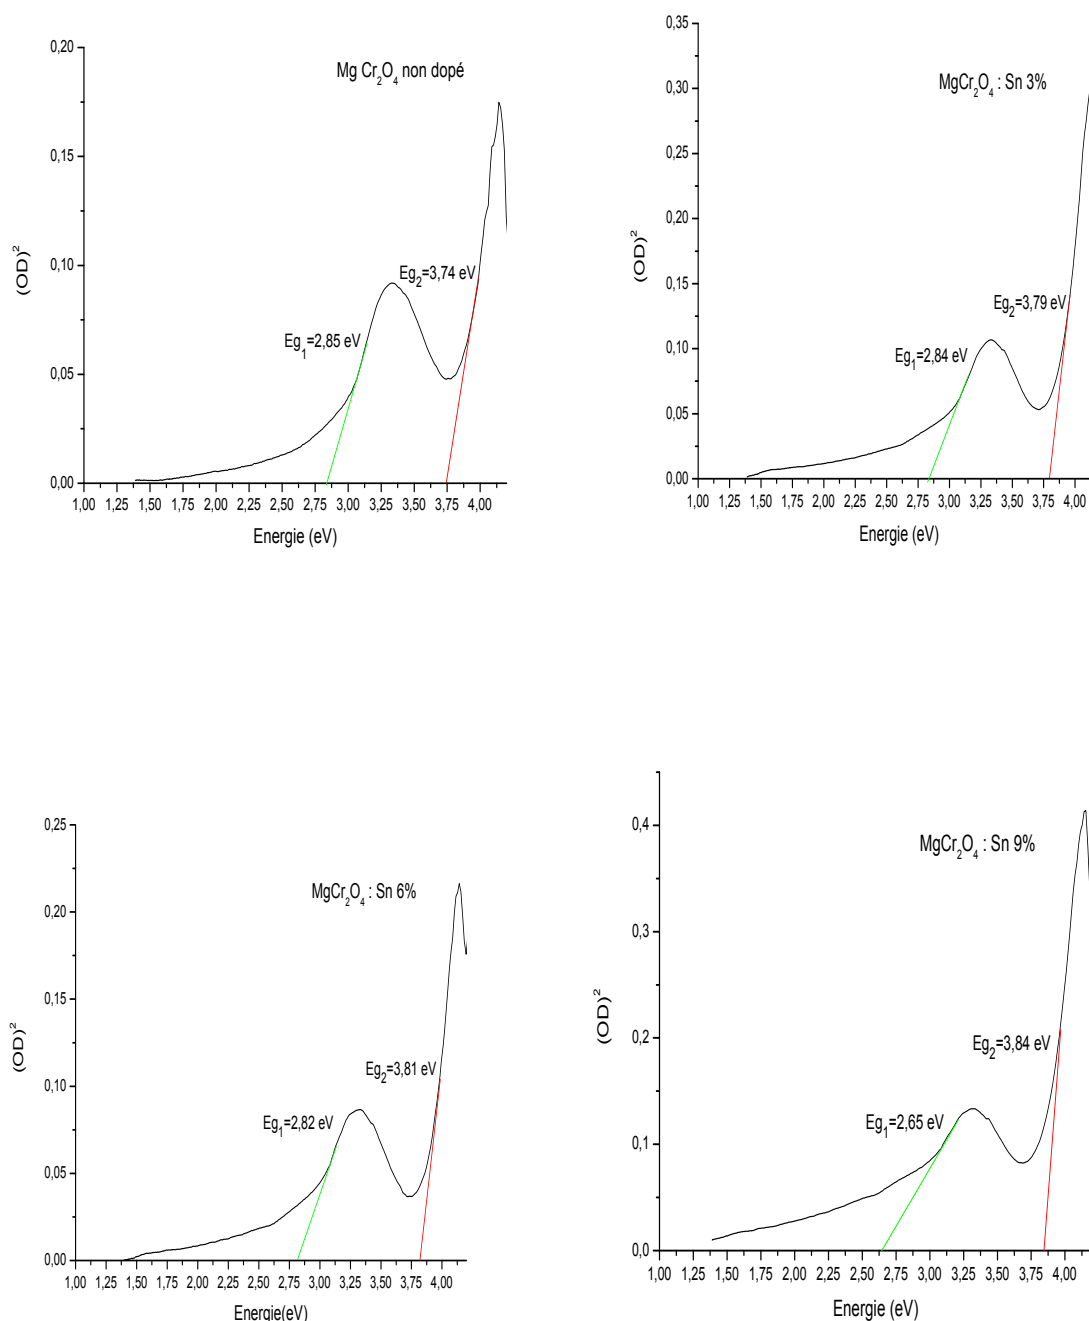 Mg Cr₂O₄ non dopé
(OD)²
0,20
0,15
0,10
0,05
0,00
Eg₂=3,74 eV
Eg₁=2,85 eV
1,00 1,25 1,50 1,75 2,00 2,25 2,50 2,75 3,00 3,25 3,50 3,75 4,00
Energie (eV)
MgCr₂O₄ : Sn 3%
(OD)²
0,35
0,30
0,25
0,20
0,15
0,10
0,05
0,00
Eg₂=3,79 eV
Eg₁=2,84 eV
1,00 1,25 1,50 1,75 2,00 2,25 2,50 2,75 3,00 3,25 3,50 3,75 4,00
Energie (eV)
MgCr₂O₄ : Sn 6%
(OD)²
0,25
0,20
0,15
0,10
0,05
0,00
Eg₂=3,81 eV
Eg₁=2,82 eV
1,00 1,25 1,50 1,75 2,00 2,25 2,50 2,75 3,00 3,25 3,50 3,75 4,00
Energie(eV)
MgCr₂O₄ : Sn 9%
(OD)²
0,4
0,3
0,2
0,1
0,0
Eg₂=3,84 eV
Eg₁=2,65 eV
1,00 1,25 1,50 1,75 2,00 2,25 2,50 2,75 3,00 3,25 3,50 3,75 4,00
Energie (eV)